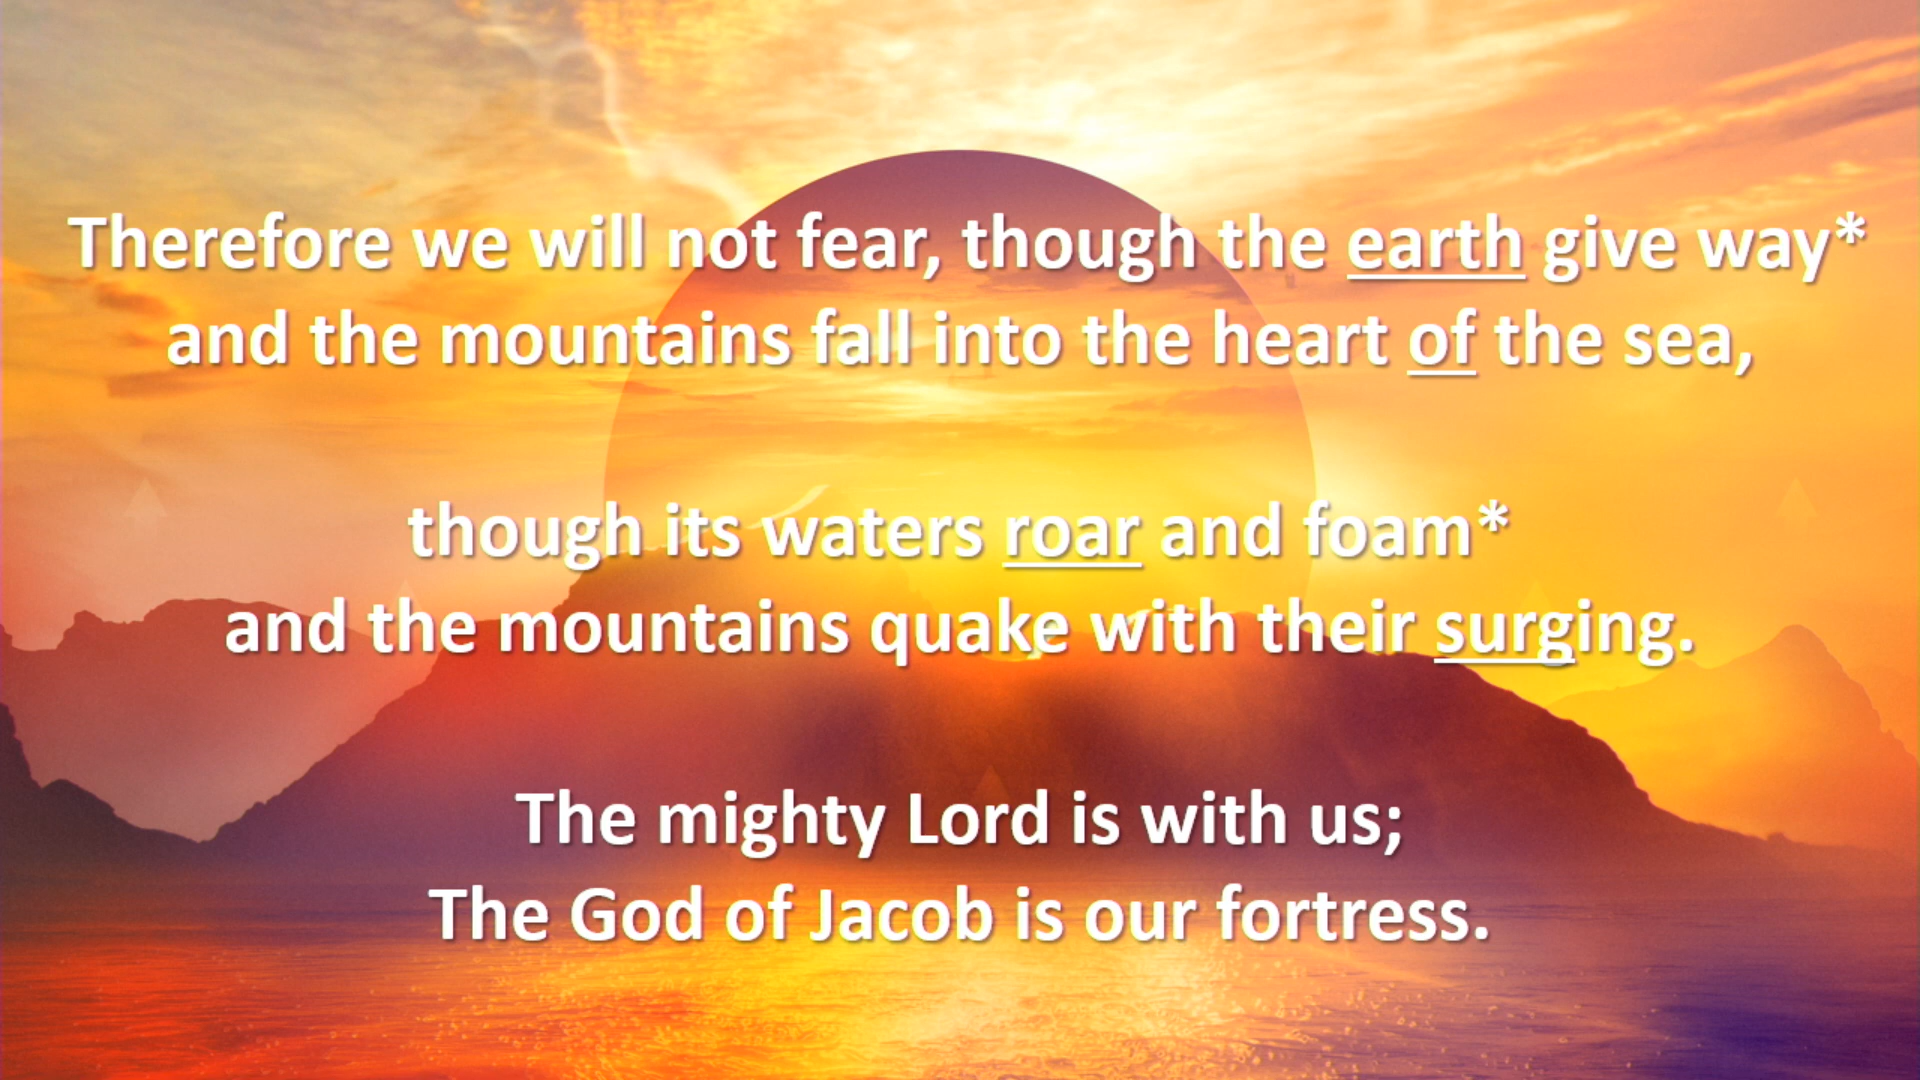 Therefore we will not fear, though the earth give way*
and the mountains fall into the heart of the sea,
though its waters roar and foam*
and the mountains quake with their surging.
The mighty Lord is with us;
The God of Jacob is our fortress.